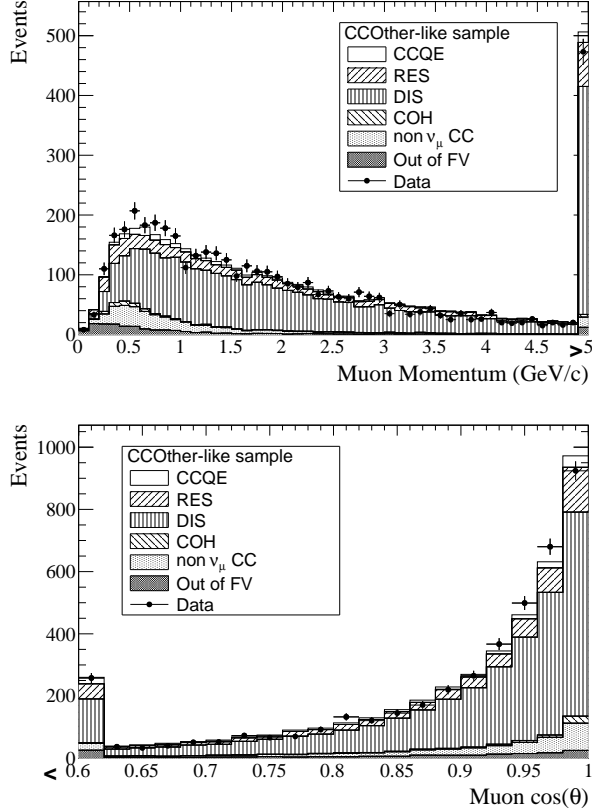 Events
CCOther-like sample
CCQE
RES
DIS
COH
non νμ CC
Out of FV
Data
500
400
300
200
100
0
0 0.5 1 1.5 2 2.5 3 3.5 4 4.5 5
>
Muon Momentum (GeV/c)
Events
CCOther-like sample
CCQE
RES
DIS
COH
non νμ CC
Out of FV
Data
1000
800
600
400
200
0
0.6 0.65 0.7 0.75 0.8 0.85 0.9 0.95 1
<
Muon cos(θ)